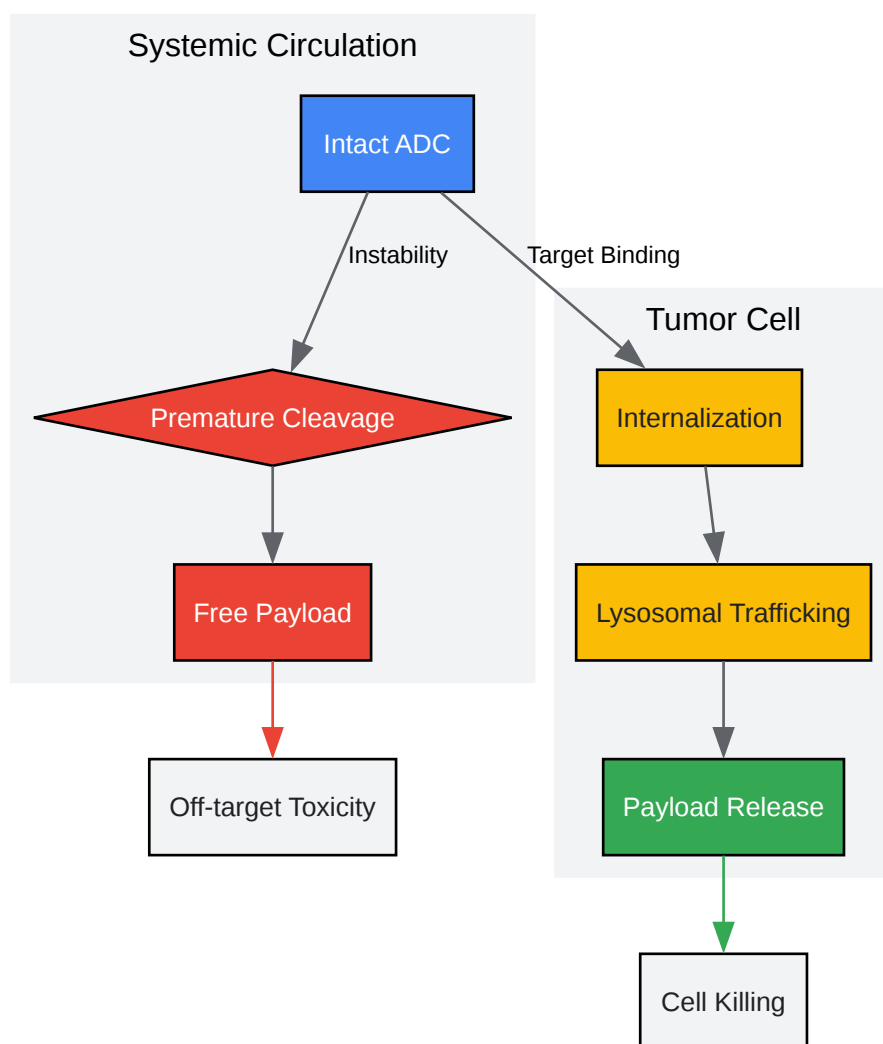 Systemic Circulation
Intact ADC
Instability
Target Binding
Tumor Cell
Premature Cleavage
Internalization
Free Payload
Lysosomal Trafficking
Off-target Toxicity
Payload Release
Cell Killing